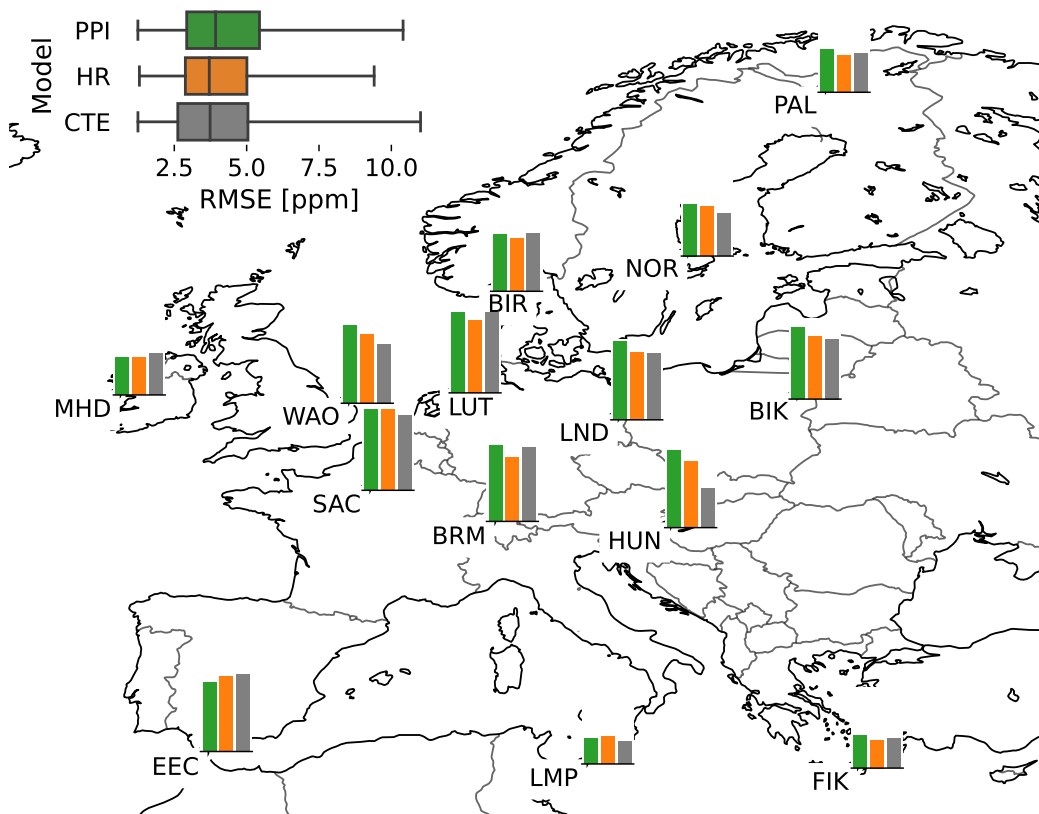 Model
PPI
HR
CTE
2.5 5.0 7.5 10.0
RMSE [ppm]
PAL
NOR
BIR
MHD
WAO
LUT
LND
BIK
SAC
BRM
HUN
EEC
LMP
FIK